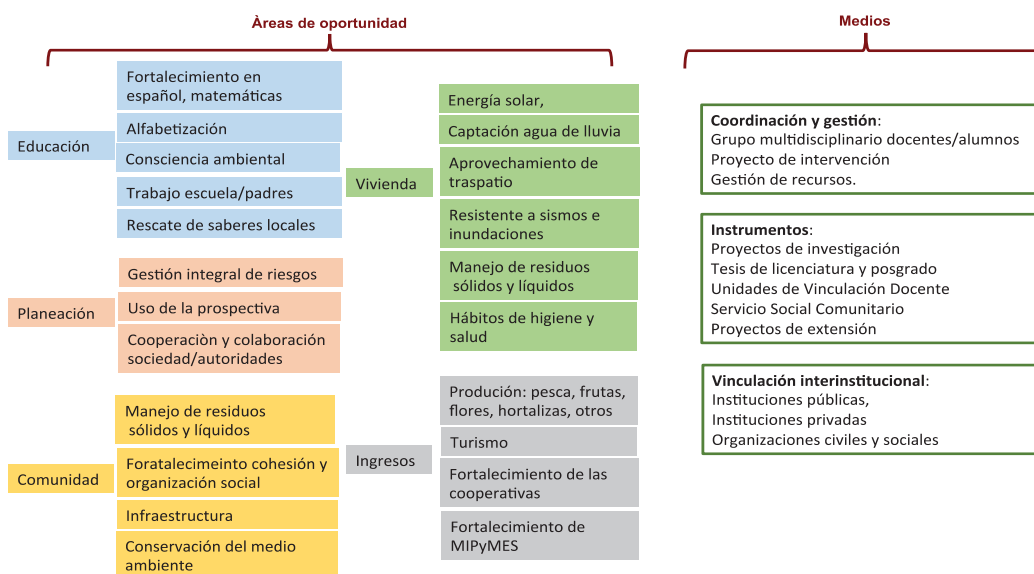 Àreas de oportunidad
Educación
Fortalecimiento en
español, matemáticas
Alfabetización
Consciencia ambiental
Trabajo escuela/padres
Rescate de saberes locales
Planeación
Gestión integral de riesgos
Uso de la prospectiva
Cooperaciòn y colaboración
sociedad/autoridades
Comunidad
Manejo de residuos
sólidos y líquidos
Foratalecimeinto cohesión y
organización social
Infraestructura
Conservación del medio
ambiente
Vivienda
Energía solar,
Captación agua de lluvia
Aprovechamiento de
traspatio
Resistente a sismos e
inundaciones
Manejo de residuos
sólidos y líquidos
Hábitos de higiene y
salud
Ingresos
Produción: pesca, frutas,
flores, hortalizas, otros
Turismo
Fortalecimiento de las
cooperativas
Fortalecimiento de
MIPyMES
Medios
Coordinación y gestión:
Grupo multidisciplinario docentes/alumnos
Proyecto de intervención
Gestión de recursos.
Instrumentos:
Proyectos de investigación
Tesis de licenciatura y posgrado
Unidades de Vinculación Docente
Servicio Social Comunitario
Proyectos de extensión
Vinculación interinstitucional:
Instituciones públicas,
Instituciones privadas
Organizaciones civiles y sociales